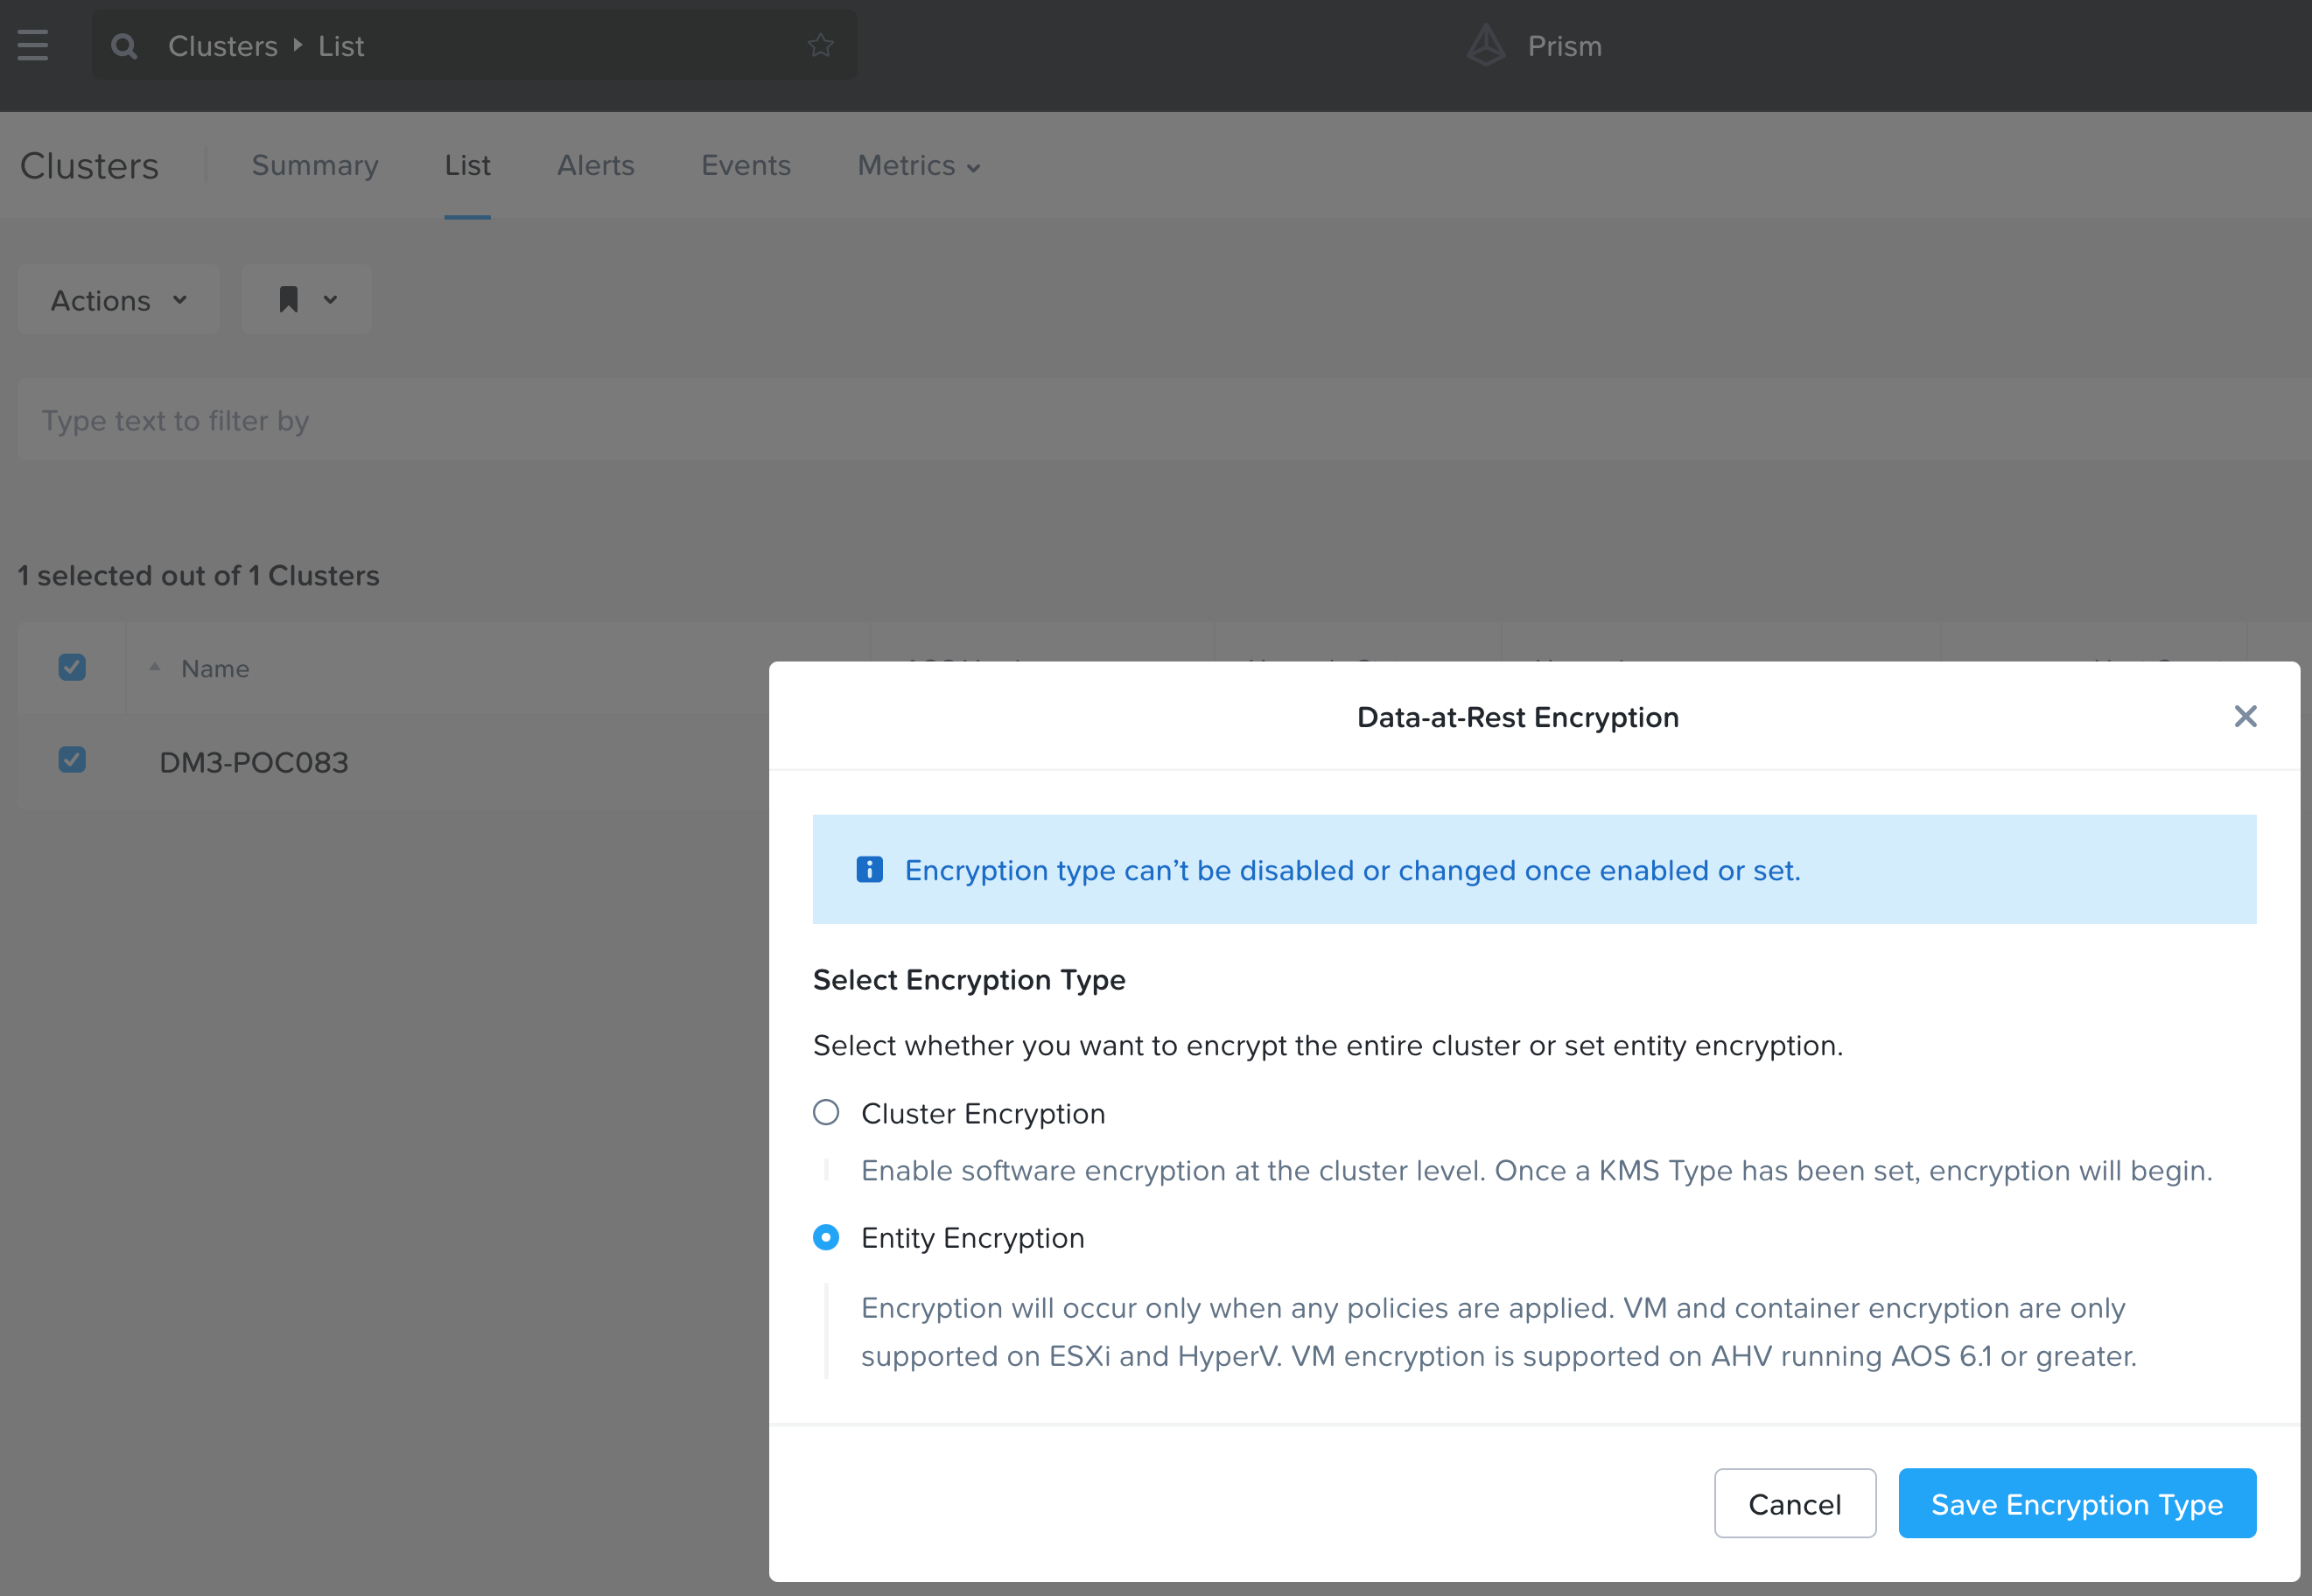 Clusters List
Prism
Clusters Summary List Alerts Events Metrics
Actions
Type text to filter by
1 selected out of 1 Clusters
Name
DM3-POC083
Data-at-Rest Encryption
Encryption type can’t be disabled or changed once enabled or set.
Select Encryption Type
Select whether you want to encrypt the entire cluster or set entity encryption.
Cluster Encryption
Enable software encryption at the cluster level. Once a KMS Type has been set, encryption will begin.
Entity Encryption
Encryption will occur only when any policies are applied. VM and container encryption are only
supported on ESXi and HyperV. VM encryption is supported on AHV running AOS 6.1 or greater.
Cancel
Save Encryption Type